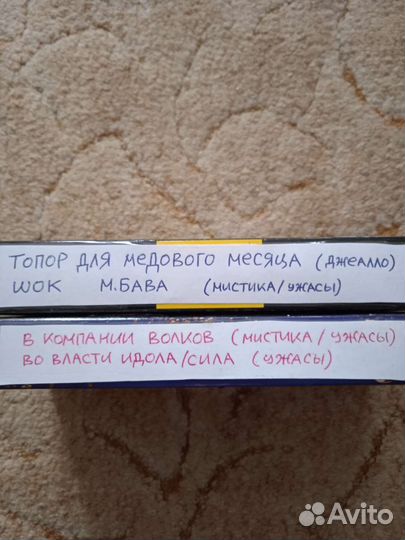 ТОПОР ДЛЯ МЕДОВОГО МЕСЯЦА (ДЖЕАЛЛО)
ШОК М.БАВА (МИСТИКА/УЖАСЫ)
В КОМПАНИИ ВОЛКОВ (МИСТИКА/УЖАСЫ)
ВО ВЛАСТИ ИДОЛА/СИЛА (УЖАСЫ)
Avito